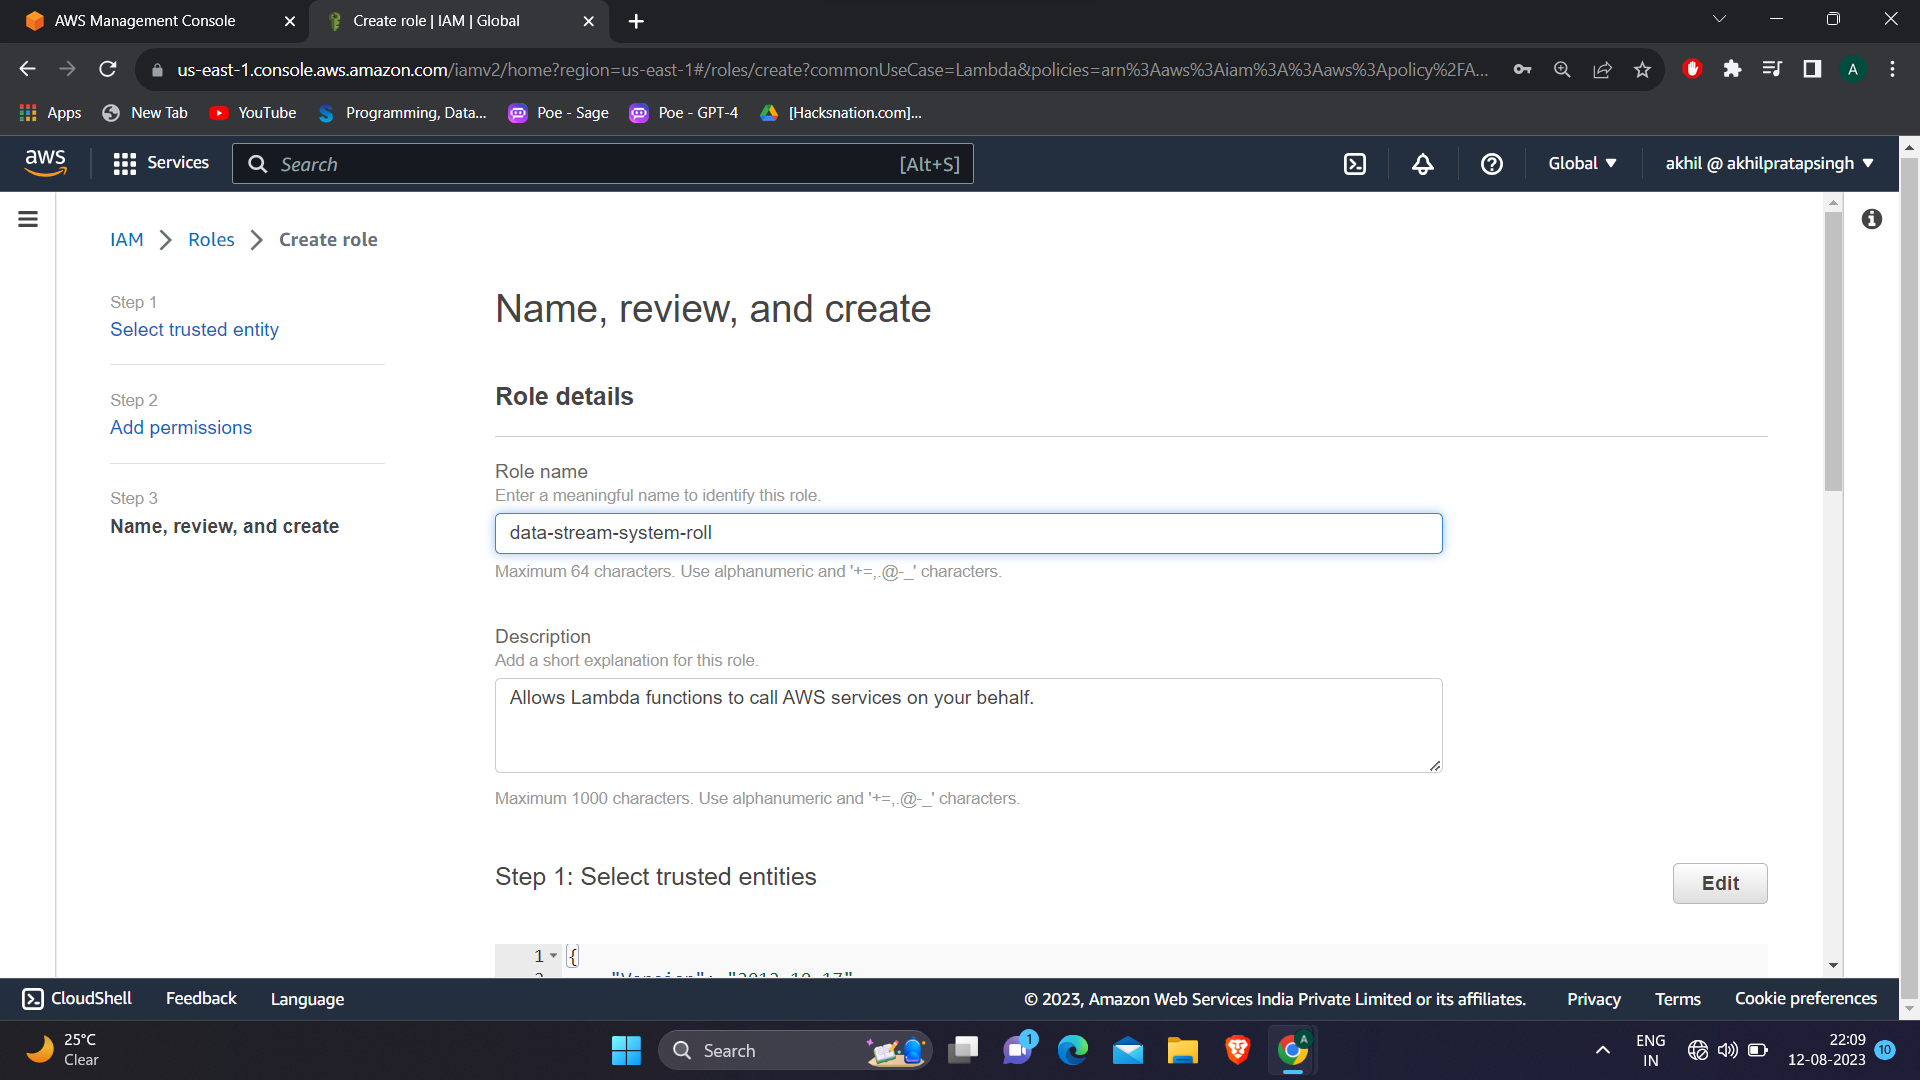 AWS Management Console
Create role | IAM | Global
us-east-1.console.aws.amazon.com/iamv2/home?region=us-east-1#/roles/create?commonUseCase=Lambda&policies=arn%3Aaws%3Aiam%3A%3Aaws%3Apolicy%2FA...
A
Apps
New Tab
YouTube
Programming, Data...
Poe - Sage
Poe - GPT-4
[Hacksnation.com]...
aws
Services
Search
[Alt+S]
Global
akhil @ akhilpratapsingh
IAM
Roles
Create role
Step 1
Select trusted entity
Step 2
Add permissions
Step 3
Name, review, and create
Name, review, and create
Role details
Role name
Enter a meaningful name to identify this role.
data-stream-system-roll
Maximum 64 characters. Use alphanumeric and '+=,.@-_' characters.
Description
Add a short explanation for this role.
Allows Lambda functions to call AWS services on your behalf.
Maximum 1000 characters. Use alphanumeric and '+=,.@-_' characters.
Step 1: Select trusted entities
Edit
1
{
2
"Version": "2012-10-17",
CloudShell
Feedback
Language
© 2023, Amazon Web Services India Private Limited or its affiliates.
Privacy
Terms
Cookie preferences
25°C
Clear
Search
1
A
ENG
IN
22:09
12-08-2023
10